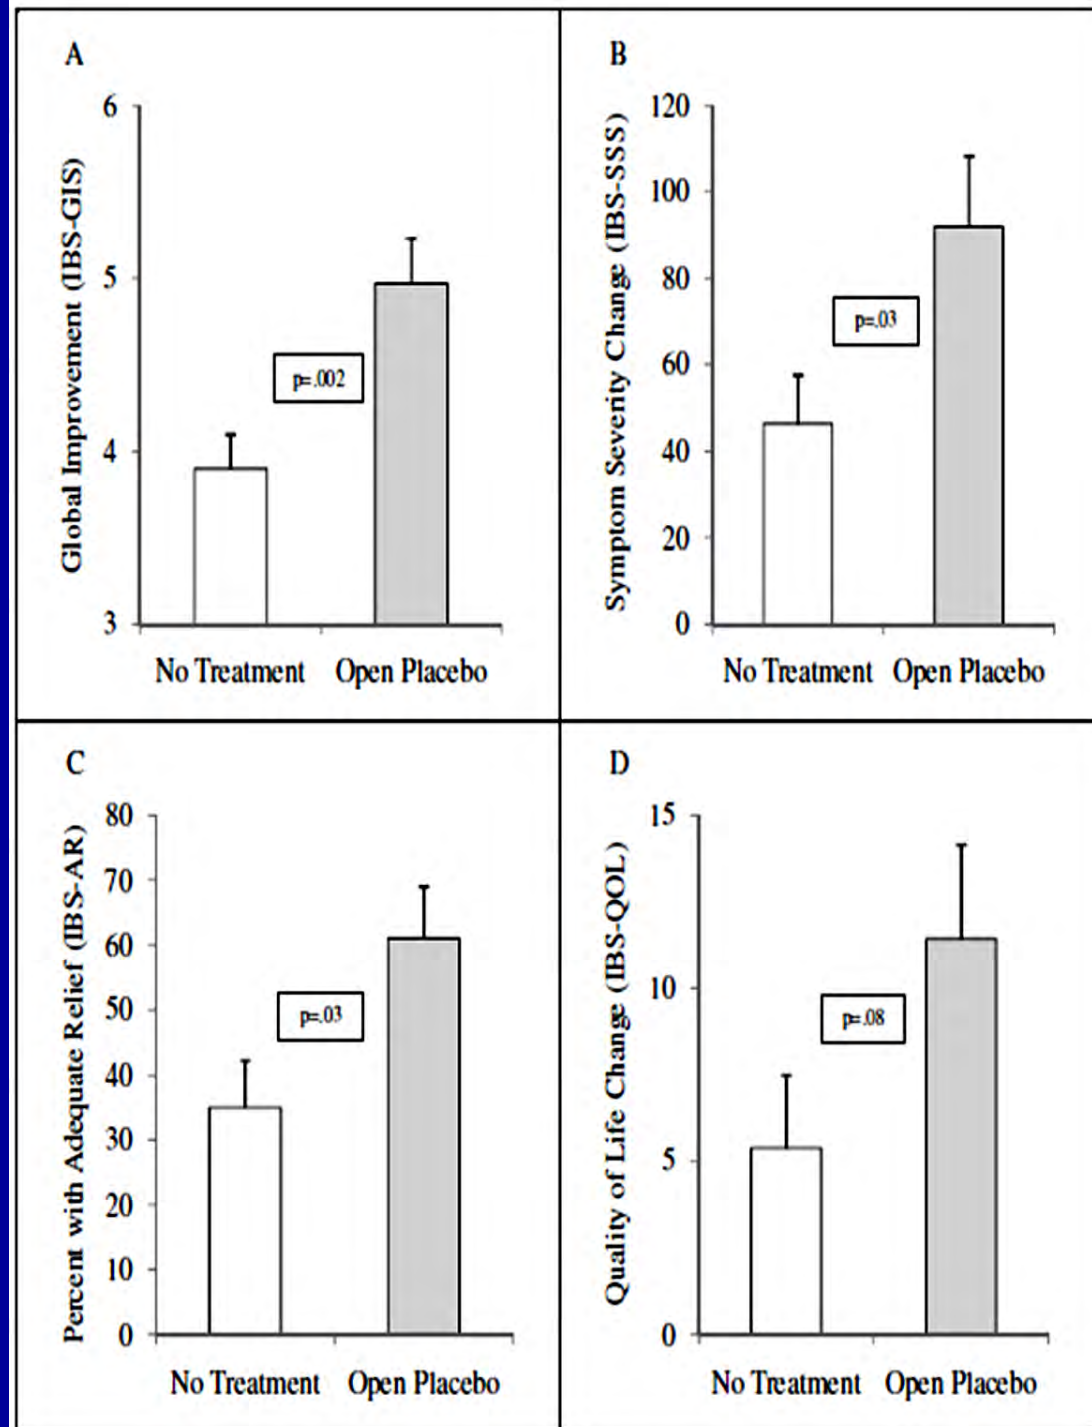 A
Global Improvement (IBS-GIS)
6
5
4
3
p=.002
No Treatment Open Placebo
B
Symptom Severity Change (IBS-SSS)
120
100
80
60
40
20
0
p=.03
No Treatment Open Placebo
C
Percent with Adequate Relief (IBS-AR)
80
70
60
50
40
30
20
10
0
p=.03
No Treatment Open Placebo
D
Quality of Life Change (IBS-QOL)
15
10
5
0
p=.08
No Treatment Open Placebo